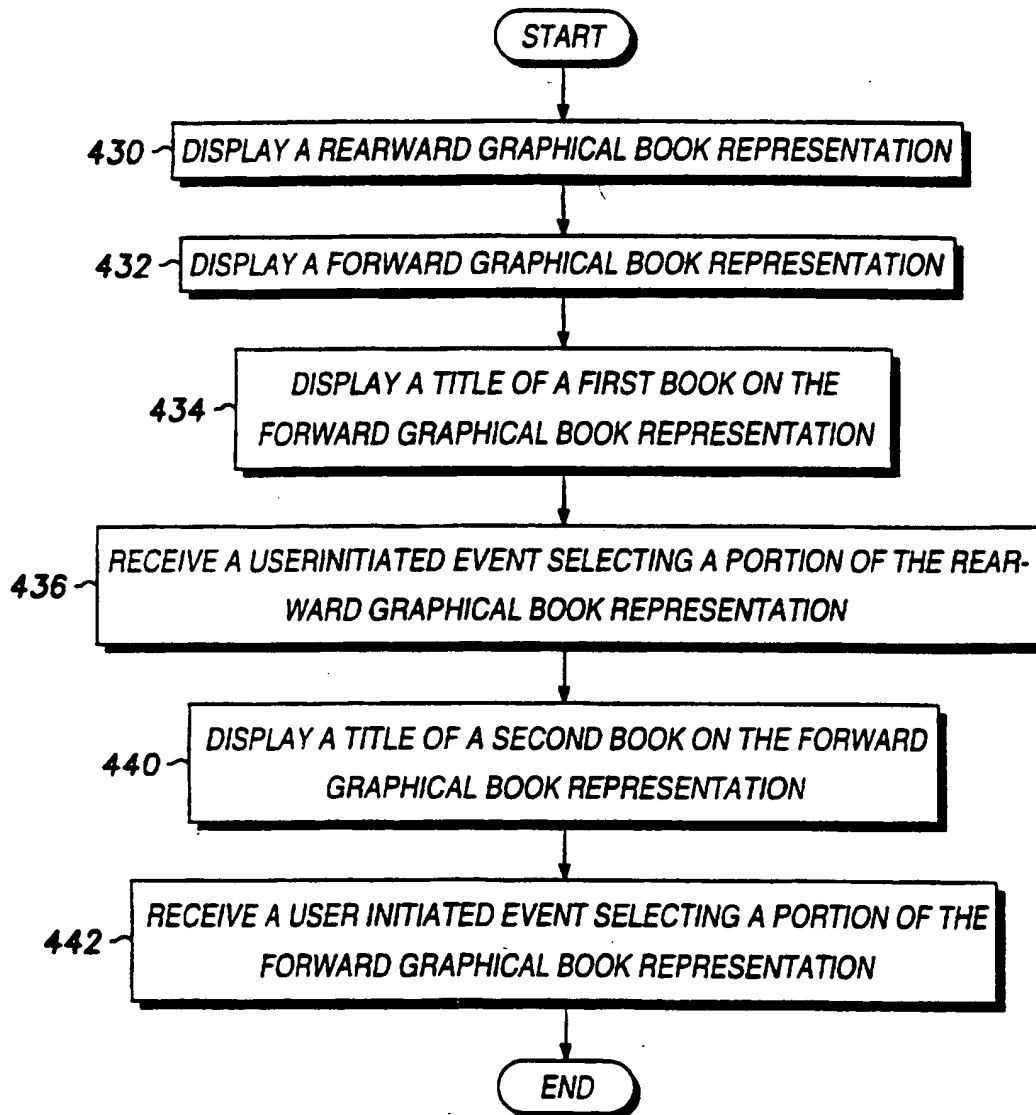 START
430
DISPLAY A REARWARD GRAPHICAL BOOK REPRESENTATION
432
DISPLAY A FORWARD GRAPHICAL BOOK REPRESENTATION
434
DISPLAY A TITLE OF A FIRST BOOK ON THE
FORWARD GRAPHICAL BOOK REPRESENTATION
436
RECEIVE A USERINITIATED EVENT SELECTING A PORTION OF THE REAR-
WARD GRAPHICAL BOOK REPRESENTATION
440
DISPLAY A TITLE OF A SECOND BOOK ON THE FORWARD
GRAPHICAL BOOK REPRESENTATION
442
RECEIVE A USER INITIATED EVENT SELECTING A PORTION OF THE
FORWARD GRAPHICAL BOOK REPRESENTATION
END